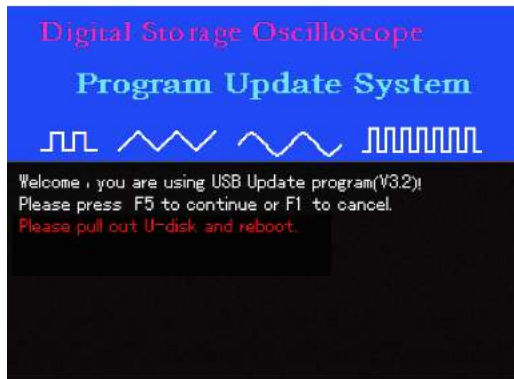 Digital Storage Oscilloscope
Program Update System
Welcome , you are using USB Update program(V3.2)!
Please press F5 to continue or F1 to cancel.
Please pull out U-disk and reboot.